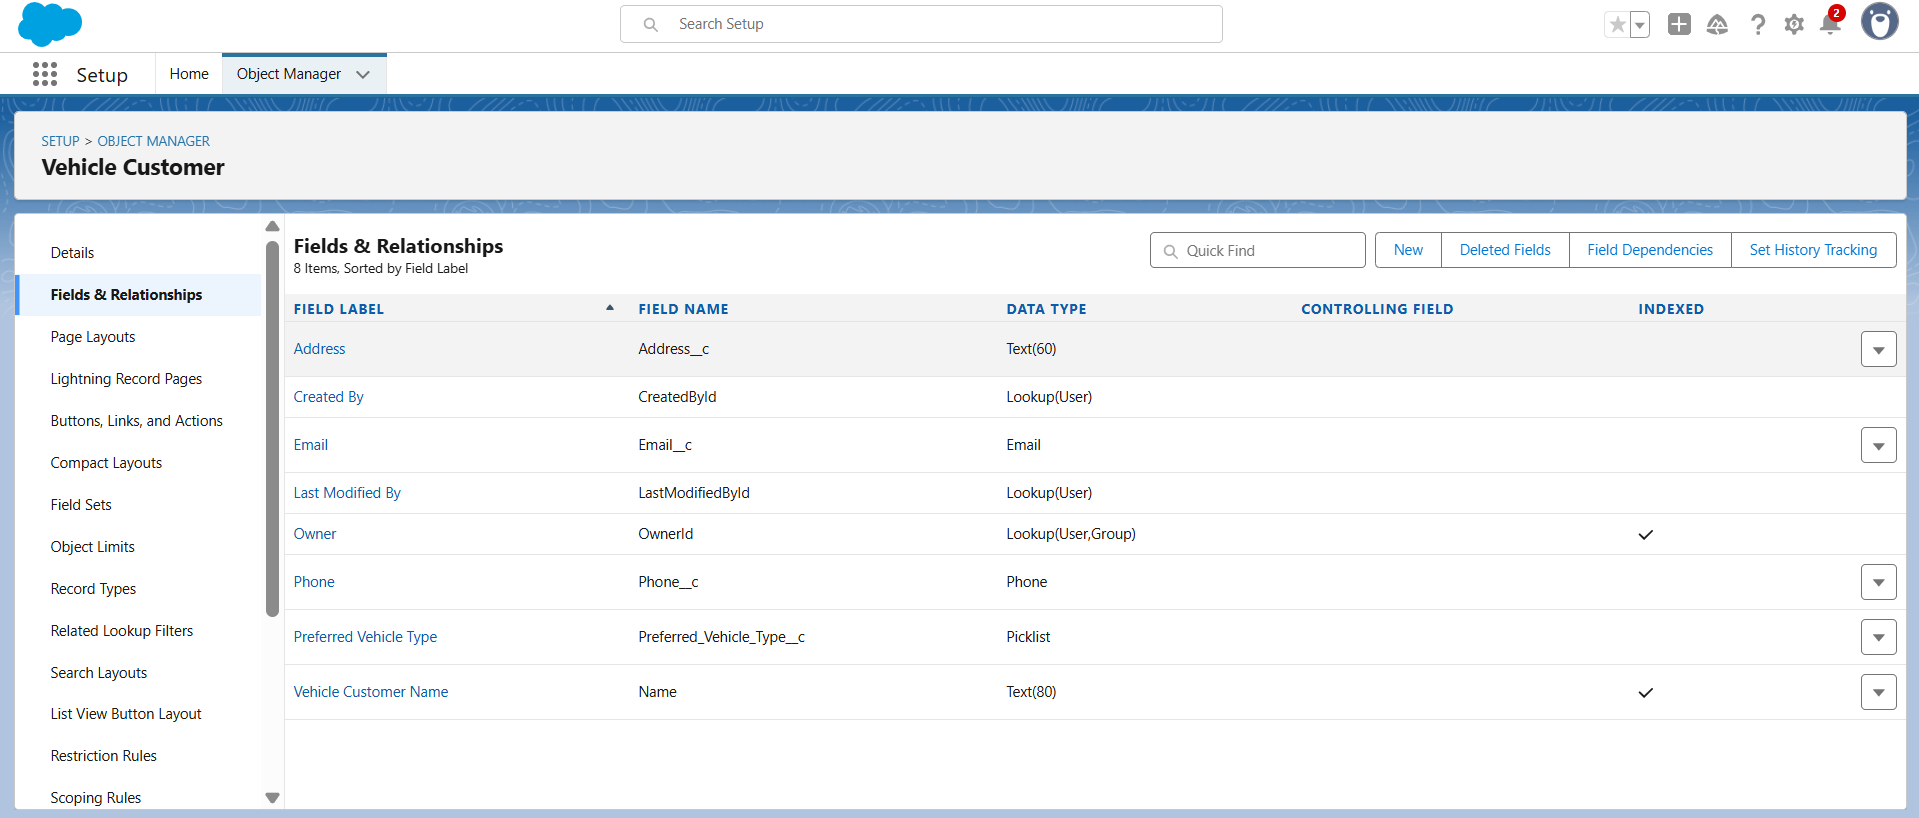 Search Setup
2
Setup
Home
Object Manager
SETUP > OBJECT MANAGER
Vehicle Customer
Details
Fields & Relationships
Page Layouts
Lightning Record Pages
Buttons, Links, and Actions
Compact Layouts
Field Sets
Object Limits
Record Types
Related Lookup Filters
Search Layouts
List View Button Layout
Restriction Rules
Scoping Rules
Fields & Relationships
8 Items, Sorted by Field Label
Quick Find
New
Deleted Fields
Field Dependencies
Set History Tracking
FIELD LABEL FIELD NAME DATA TYPE CONTROLLING FIELD INDEXED
Address Address__c Text(60)
Created By CreatedById Lookup(User)
Email Email__c Email
Last Modified By LastModifiedById Lookup(User)
Owner OwnerId Lookup(User,Group)
Phone Phone__c Phone
Preferred Vehicle Type Preferred_Vehicle_Type__c Picklist
Vehicle Customer Name Name Text(80)